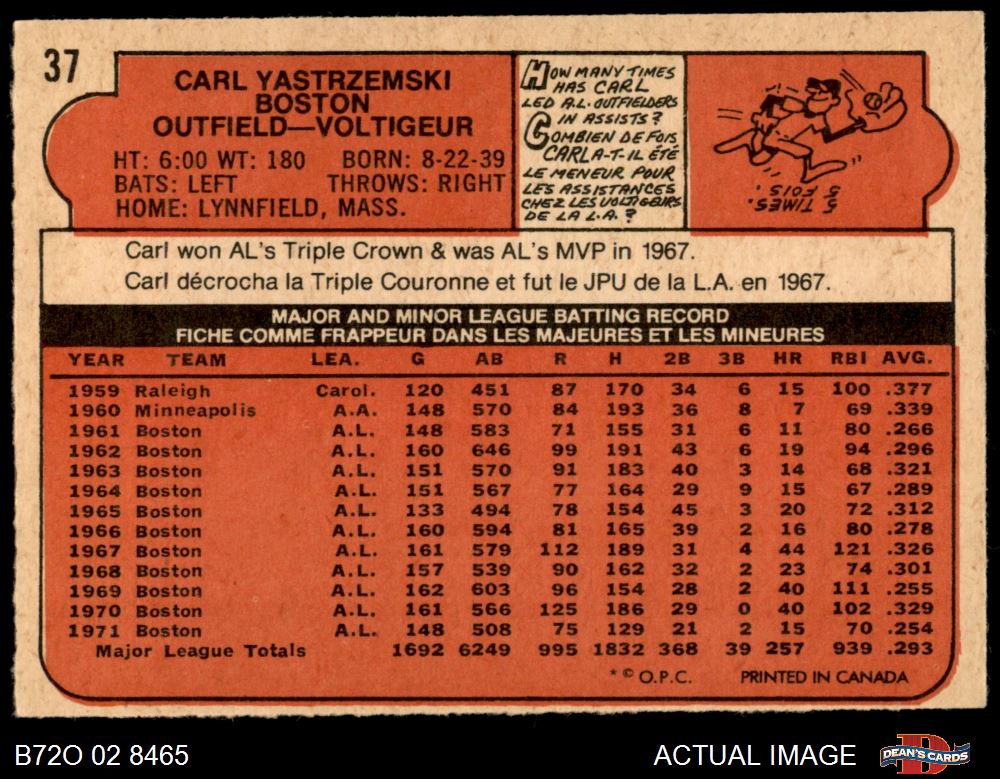 37
CARL YASTRZEMSKI
BOSTON
OUTFIELD—VOLTIGEUR
HT: 6:00 WT: 180 BORN: 8-22-39
BATS: LEFT THROWS: RIGHT
HOME: LYNNFIELD, MASS.
HOW MANY TIMES
HAS CARL
LED A.L. OUTFIELDERS
IN ASSISTS?
COMBIEN DE FOIS
CARL A-T-IL ÉTÉ
LE MENEUR POUR
LES ASSISTANCES
CHEZ LES VOLTIGEURS
DE LA L.A.?
5 TIMES.
5 FOIS.
Carl won AL's Triple Crown & was AL's MVP in 1967.
Carl décrocha la Triple Couronne et fut le JPU de la L.A. en 1967.
MAJOR AND MINOR LEAGUE BATTING RECORD
FICHE COMME FRAPPEUR DANS LES MAJEURES ET LES MINEURES
YEAR TEAM LEA. G AB R H 2B 3B HR RBI AVG.
1959 Raleigh Carol. 120 451 87 170 34 6 15 100 .377
1960 Minneapolis A.A. 148 570 84 193 36 8 7 69 .339
1961 Boston A.L. 148 583 71 155 31 6 11 80 .266
1962 Boston A.L. 160 646 99 191 43 6 19 94 .296
1963 Boston A.L. 151 570 91 183 40 3 14 68 .321
1964 Boston A.L. 151 567 77 164 29 9 15 67 .289
1965 Boston A.L. 133 494 78 154 45 3 20 72 .312
1966 Boston A.L. 160 594 81 165 39 2 16 80 .278
1967 Boston A.L. 161 579 112 189 31 4 44 121 .326
1968 Boston A.L. 157 539 90 162 32 2 23 74 .301
1969 Boston A.L. 162 603 96 154 28 2 40 111 .255
1970 Boston A.L. 161 566 125 186 29 0 40 102 .329
1971 Boston A.L. 148 508 75 129 21 2 15 70 .254
Major League Totals 1692 6249 995 1832 368 39 257 939 .293
* © O.P.C. PRINTED IN CANADA
B72O 02 8465 ACTUAL IMAGE DEAN'S CARDS